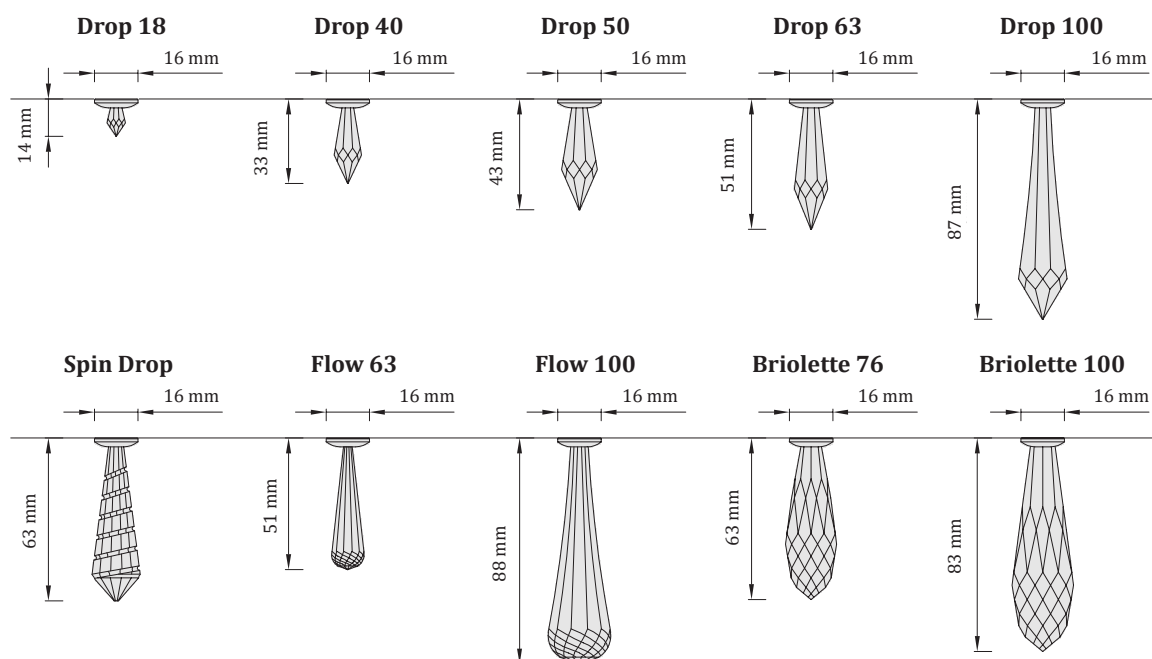 Drop 18 Drop 40 Drop 50 Drop 63 Drop 100
16 mm 16 mm 16 mm 16 mm 16 mm
14 mm 33 mm 43 mm 51 mm 87 mm
Spin Drop Flow 63 Flow 100 Briolette 76 Briolette 100
16 mm 16 mm 16 mm 16 mm 16 mm
63 mm 51 mm 88 mm 63 mm 83 mm